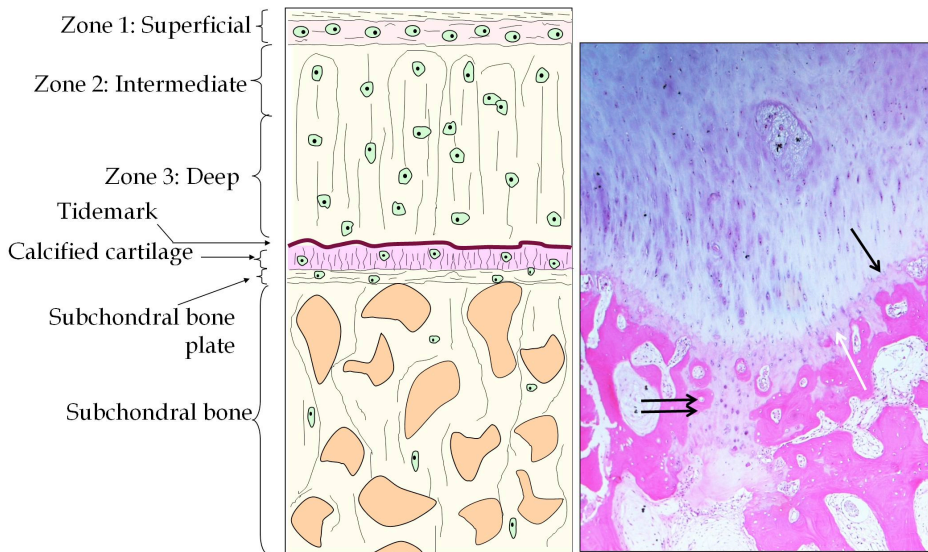 Zone 1: Superficial
Zone 2: Intermediate
Zone 3: Deep
Tidemark
Calcified cartilage
Subchondral bone
plate
Subchondral bone